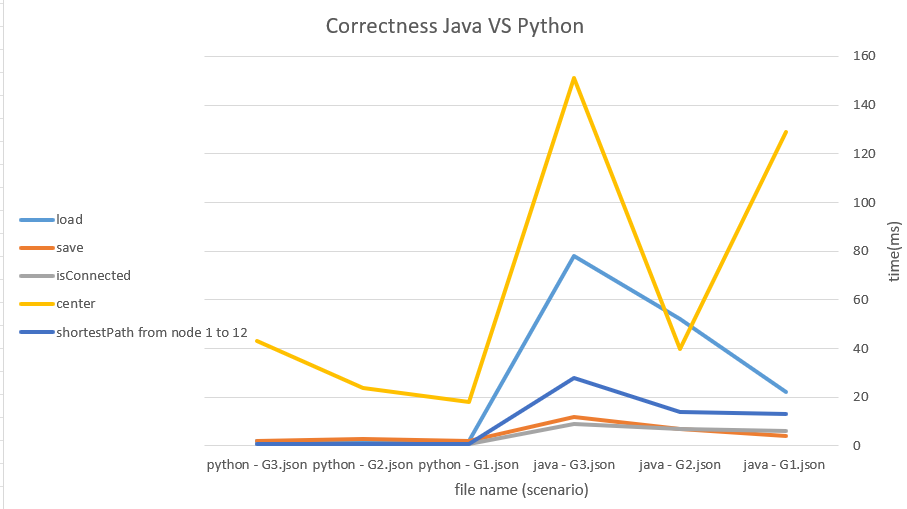 Correctness Java VS Python
160
140
120
100
80
60
40
20
0
time(ms)
load
save
isConnected
center
shortestPath from node 1 to 12
python - G3.json python - G2.json python - G1.json java - G3.json java - G2.json java - G1.json
file name (scenario)